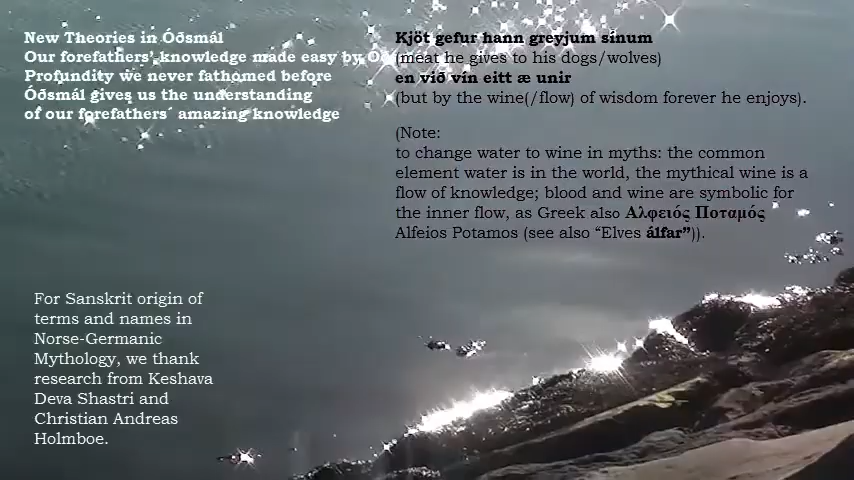 New Theories in Óðsmál
Our forefathers' knowledge made easy by
Profundity we never fathomed before
Óðsmál gives us the understanding
of our forefathers´ amazing knowledge
Kjöt gefur hann greyjum sínum
(meat he gives to his dogs/wolves)
en við vín eitt æ unir
(but by the wine(/flow) of wisdom forever he enjoys).
(Note:
to change water to wine in myths: the common
element water is in the world, the mythical wine is a
flow of knowledge; blood and wine are symbolic for
the inner flow, as Greek also Αλφειός Ποταμός
Alfeios Potamos (see also “Elves álfar”)).
For Sanskrit origin of
terms and names in
Norse-Germanic
Mythology, we thank
research from Keshava
Deva Shastri and
Christian Andreas
Holmboe.